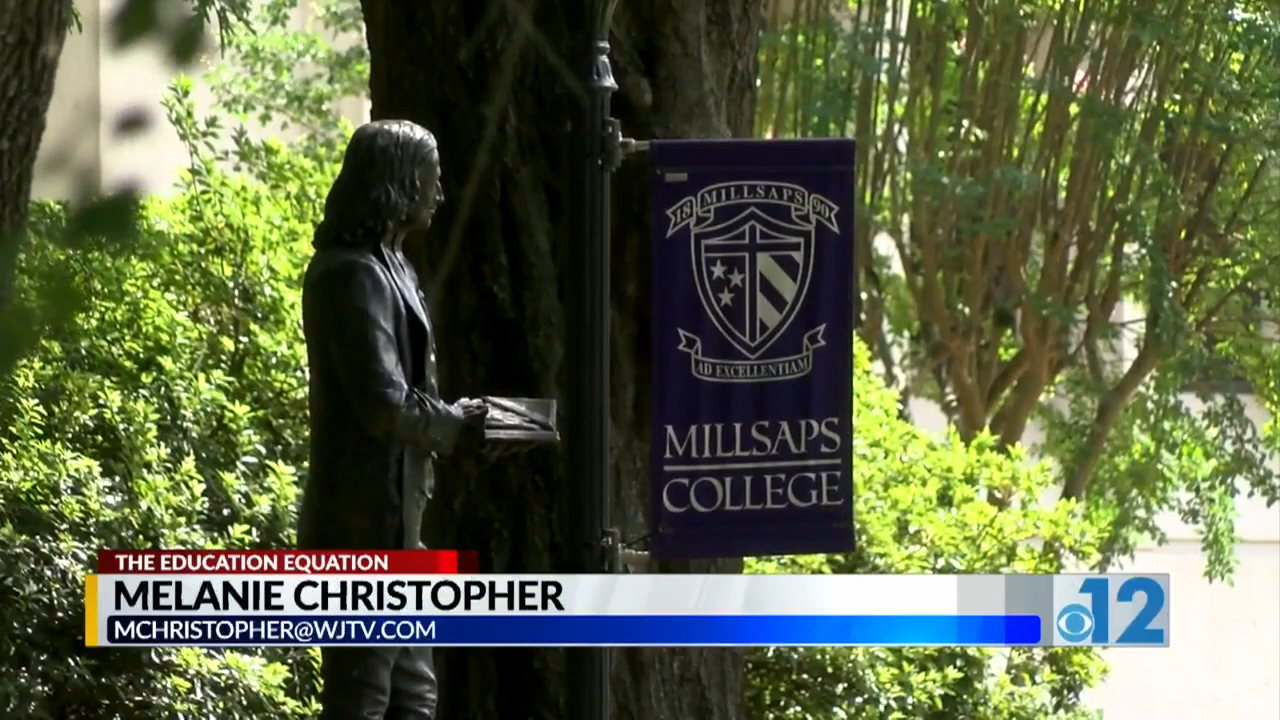 18 MILLSAPS 90
AD EXCELLENTIAM
MILLSAPS
COLLEGE
THE EDUCATION EQUATION
MELANIE CHRISTOPHER
MCHRISTOPHER@WJTV.COM
12